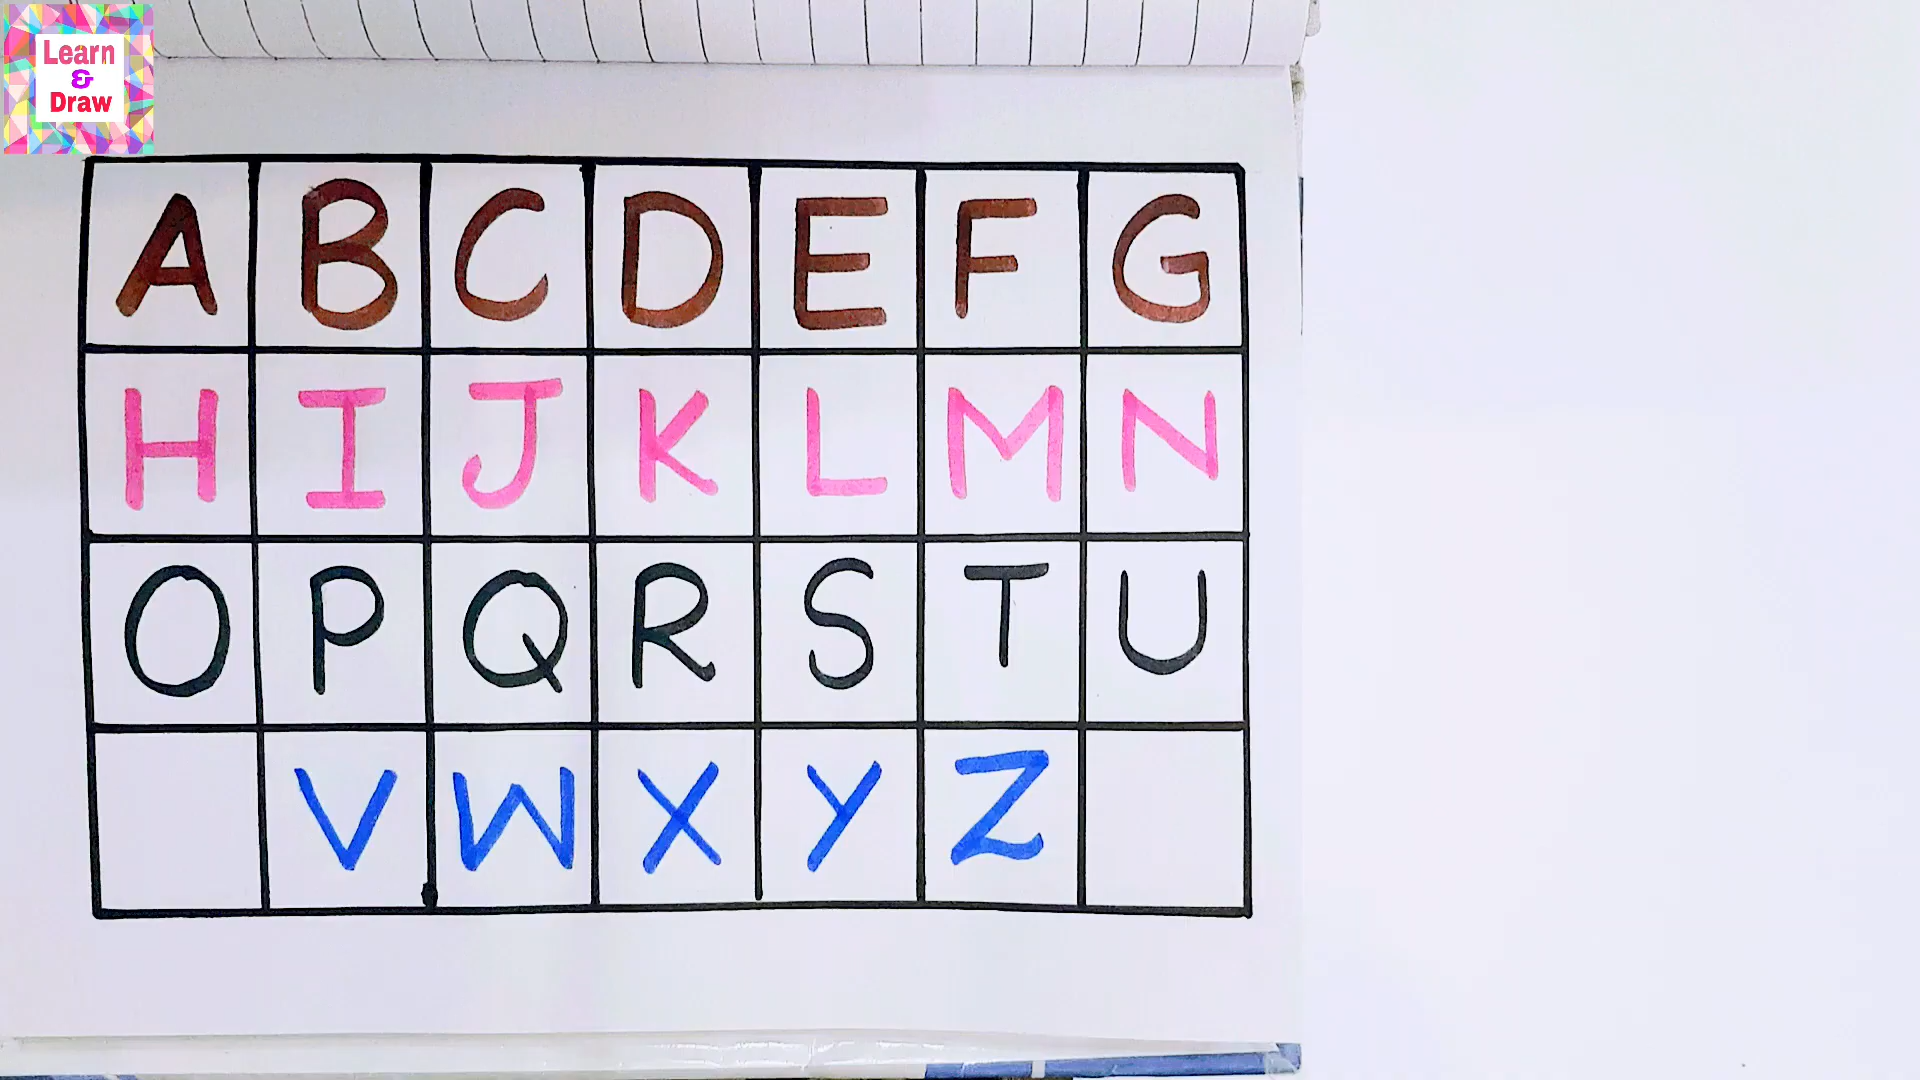 Learn
&
Draw
A B C D E F G
H I J K L M N
O P Q R S T U
V W X Y Z